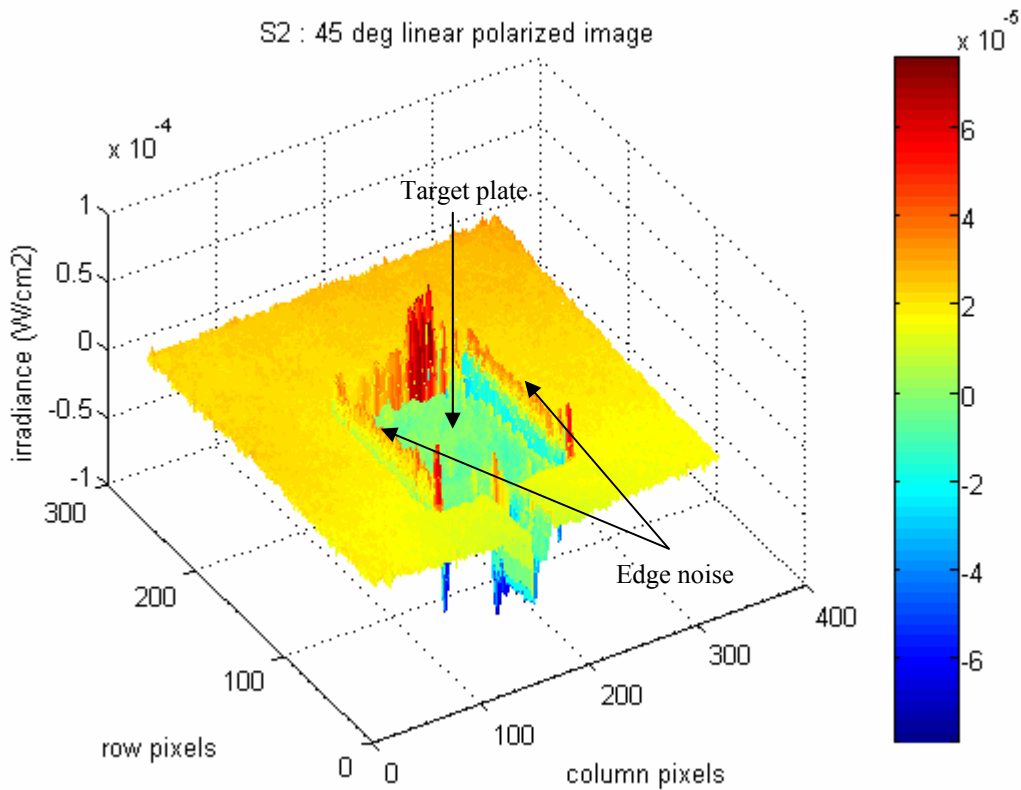 S2 : 45 deg linear polarized image
x 10^-5
x 10^-4
Target plate
1
0.5
0
-0.5
-1
irradiance (W/cm2)
6
4
2
0
-2
-4
-6
Edge noise
300
200
100
0
row pixels
0
100
200
300
400
column pixels